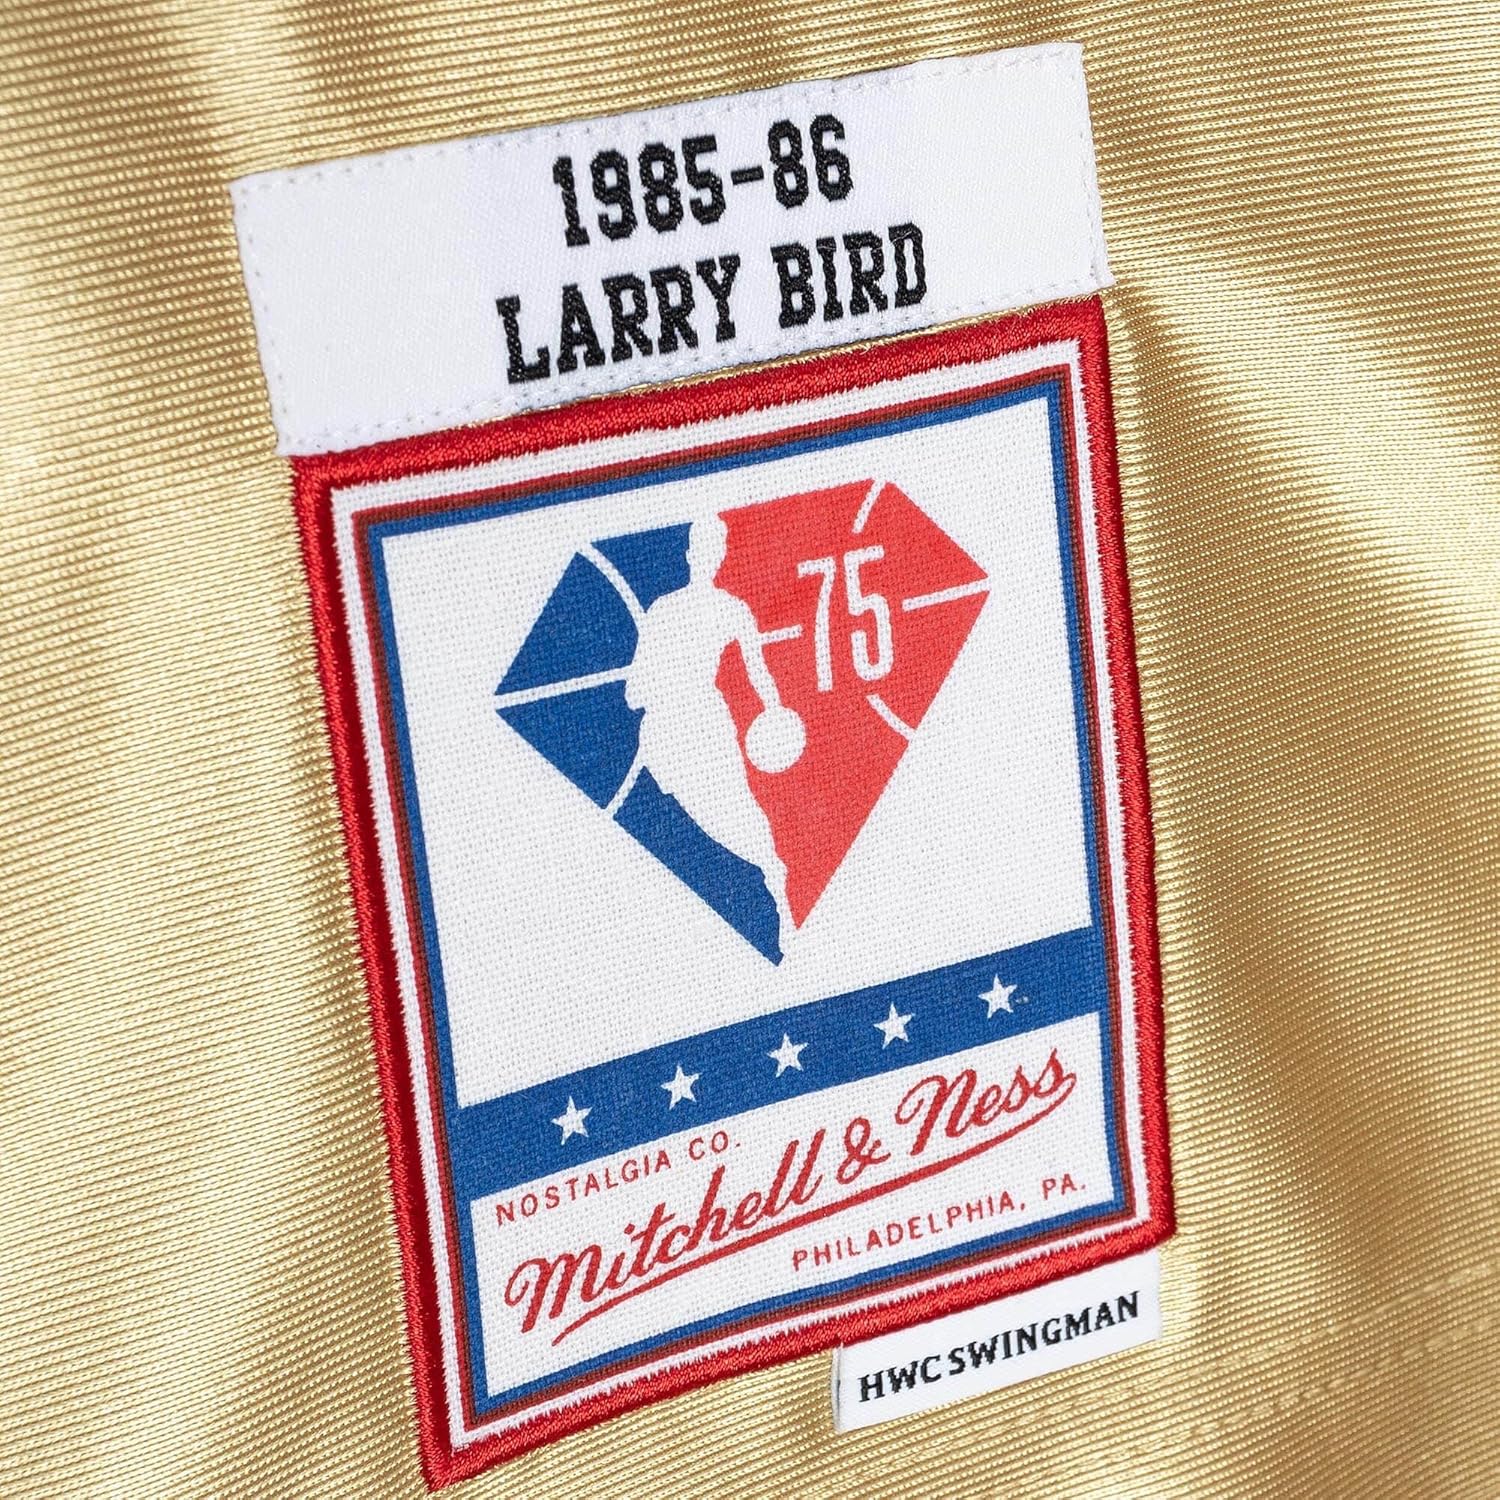 1985-86
LARRY BIRD
75
NOSTALGIA CO.
Mitchell & Ness
PHILADELPHIA, PA.
HWC SWINGMAN